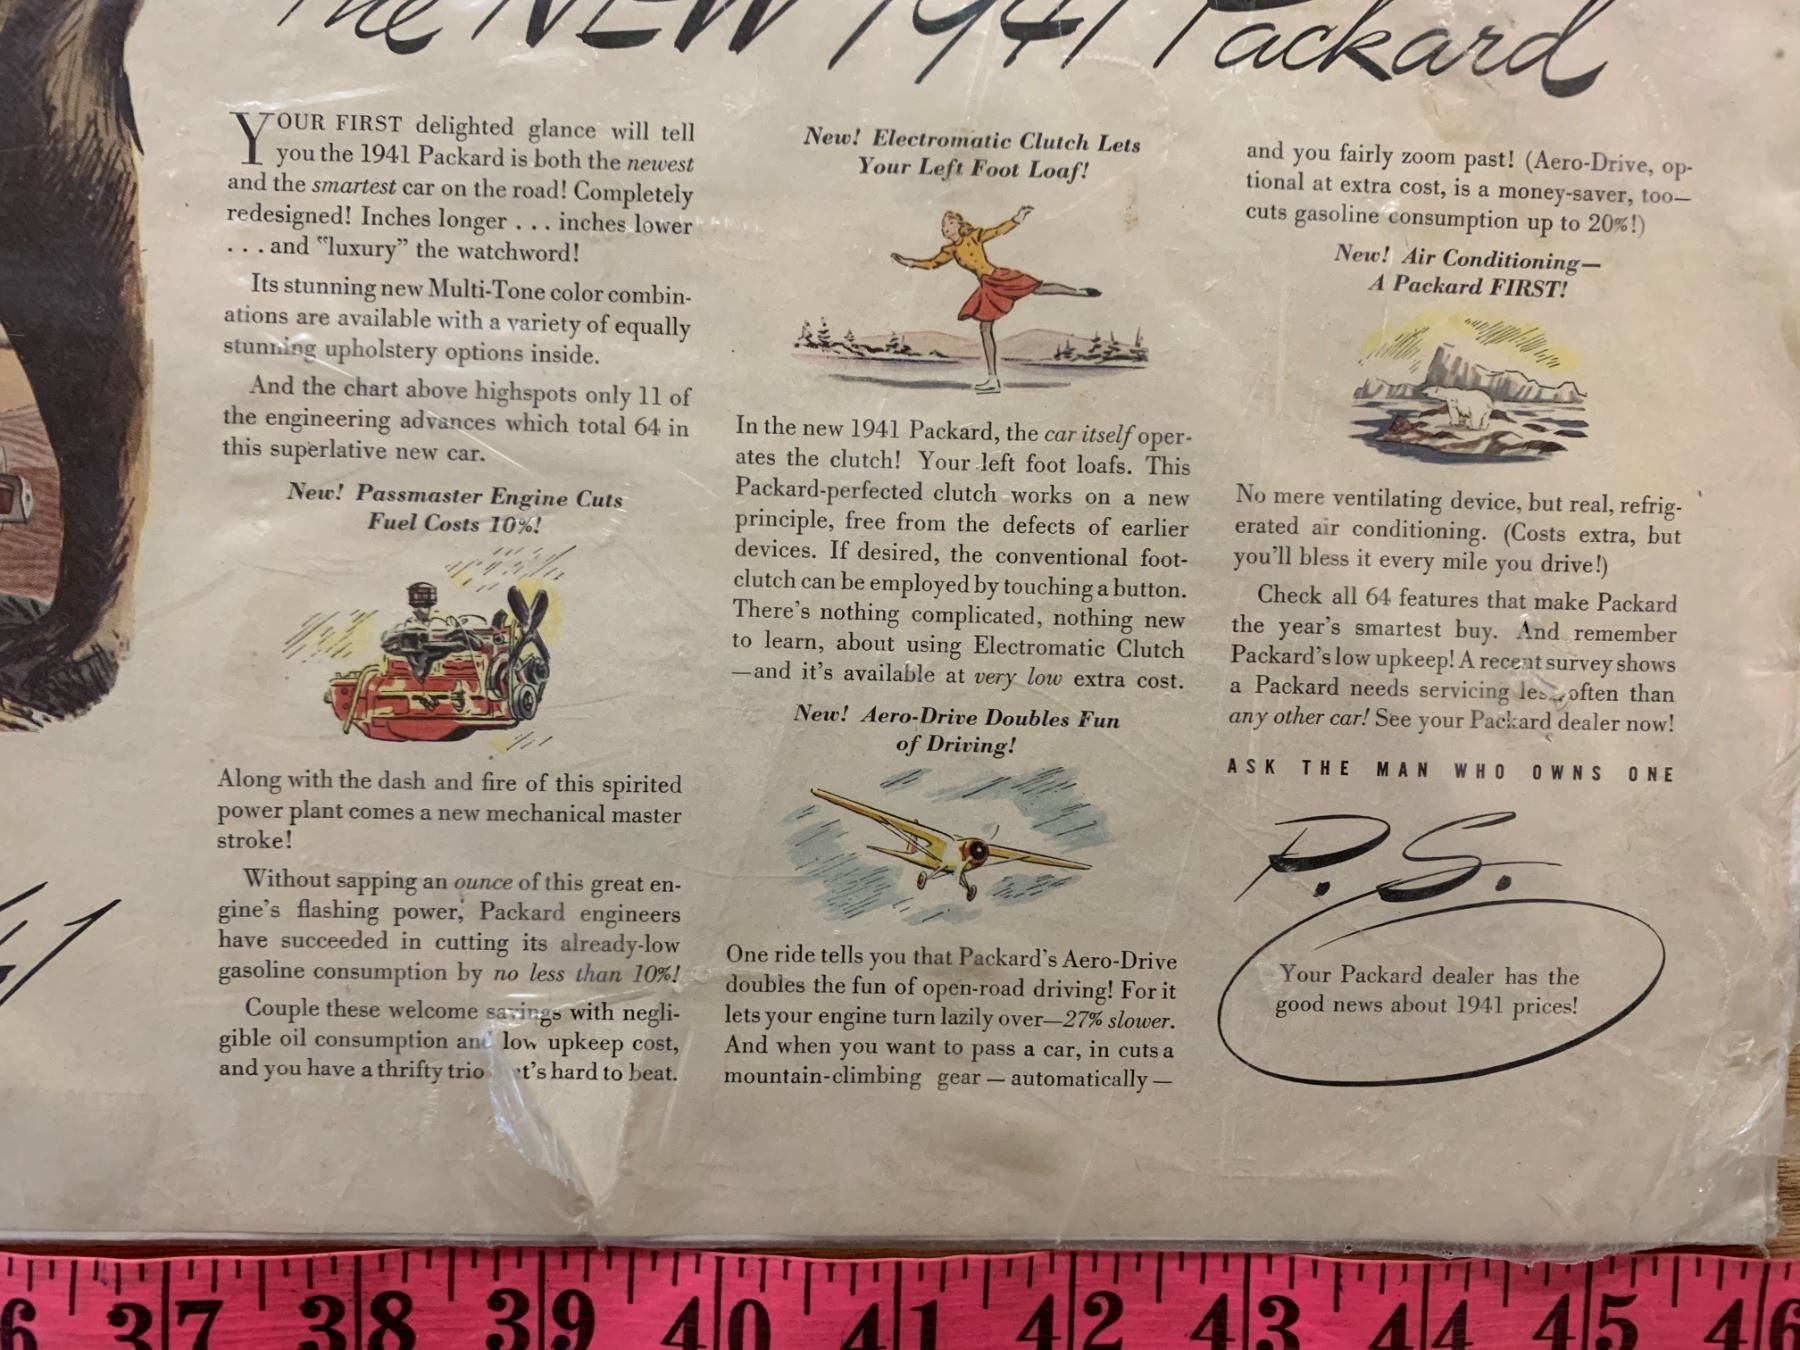 The NEW 1941 Packard
YOUR FIRST delighted glance will tell
you the 1941 Packard is both the newest
and the smartest car on the road! Completely
redesigned! Inches longer . . . inches lower
. . . and "luxury" the watchword!
Its stunning new Multi-Tone color combin-
ations are available with a variety of equally
stunning upholstery options inside.
And the chart above highspots only 11 of
the engineering advances which total 64 in
this superlative new car.
New! Passmaster Engine Cuts
Fuel Costs 10%!
Along with the dash and fire of this spirited
power plant comes a new mechanical master
stroke!
Without sapping an ounce of this great en-
gine's flashing power, Packard engineers
have succeeded in cutting its already-low
gasoline consumption by no less than 10%!
Couple these welcome savings with negli-
gible oil consumption and low upkeep cost,
and you have a thrifty trio hard to beat.
New! Electromatic Clutch Lets
Your Left Foot Loaf!
In the new 1941 Packard, the car itself oper-
ates the clutch! Your left foot loafs. This
Packard-perfected clutch works on a new
principle, free from the defects of earlier
devices. If desired, the conventional foot-
clutch can be employed by touching a button.
There's nothing complicated, nothing new
to learn, about using Electromatic Clutch
—and it's available at very low extra cost.
New! Aero-Drive Doubles Fun
of Driving!
One ride tells you that Packard's Aero-Drive
doubles the fun of open-road driving! For it
lets your engine turn lazily over—27% slower.
And when you want to pass a car, in cuts a
mountain-climbing gear — automatically —
and you fairly zoom past! (Aero-Drive, op-
tional at extra cost, is a money-saver, too—
cuts gasoline consumption up to 20%!)
New! Air Conditioning—
A Packard FIRST!
No mere ventilating device, but real, refrig-
erated air conditioning. (Costs extra, but
you'll bless it every mile you drive!)
Check all 64 features that make Packard
the year's smartest buy. And remember
Packard's low upkeep! A recent survey shows
a Packard needs servicing less often than
any other car! See your Packard dealer now!
ASK THE MAN WHO OWNS ONE
P.S.
Your Packard dealer has the
good news about 1941 prices!
37 38 39 40 41 42 43 44 45 46